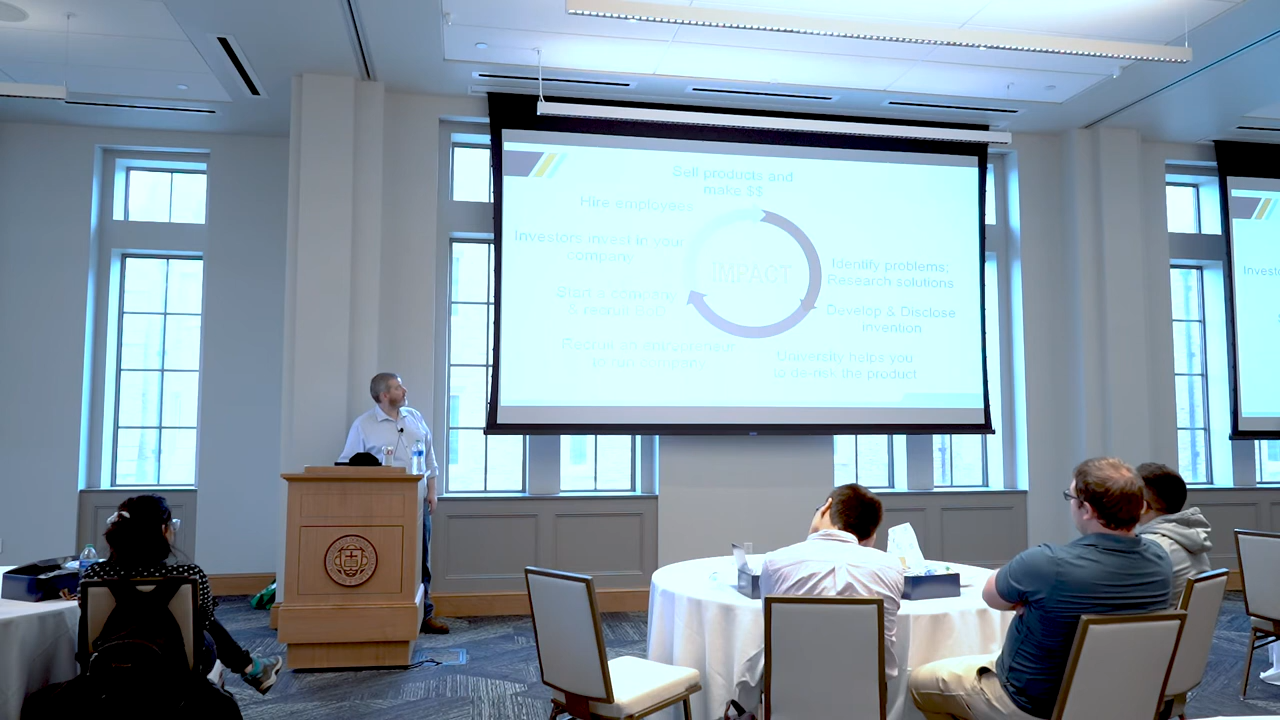 Sell products and
make $$
Hire employees
Investors invest in your
company
Start a company
& recruit BoD
Recruit an entrepreneur
to run company
IMPACT
Identify problems;
Research solutions
Develop & Disclose
invention
University helps you
to de-risk the product